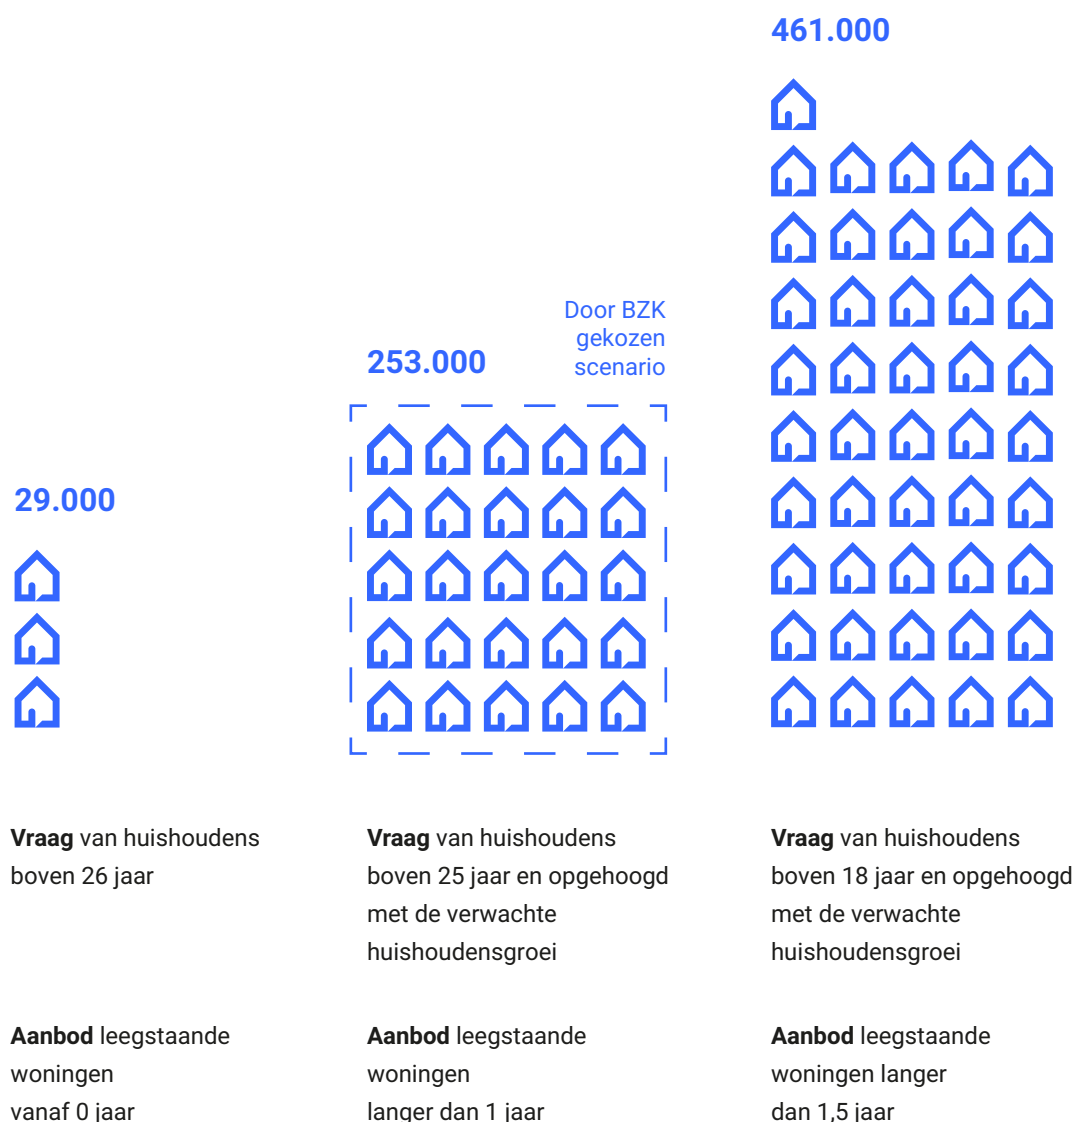 461.000
Door BZK
gekozen
scenario
253.000
29.000
Vraag van huishoudens
boven 26 jaar
Vraag van huishoudens
boven 25 jaar en opgehoogd
met de verwachte
huishoudensgroei
Vraag van huishoudens
boven 18 jaar en opgehoogd
met de verwachte
huishoudensgroei
Aanbod leegstaande
woningen
vanaf 0 jaar
Aanbod leegstaande
woningen
langer dan 1 jaar
Aanbod leegstaande
woningen langer
dan 1,5 jaar